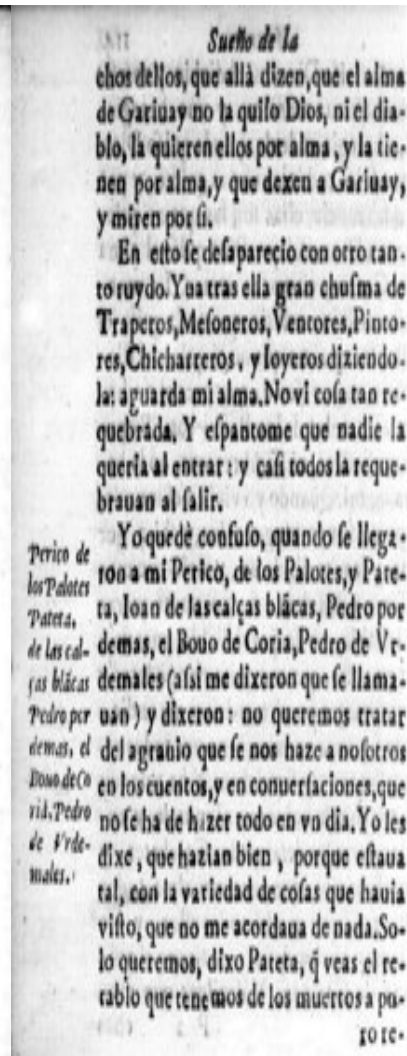 Sueño de la
chos dellos, que allà dizen, que el alma
de Gariuay no la quiso Dios, ni el dia-
blo, la quieren ellos por alma, y la tie-
nen por alma, y que dexen a Gariuay,
y miren por si.
En esto se desaparecio con otro tan-
to ruydo. Yua tras ella gran chusma de
Traperos, Mesoneros, Ventores, Pinto-
res, Chicharreros, y Ioyeros diziendo-
la: aguarda mi alma. No vi cosa tan re-
quebrada. Y espantome que nadie la
queria al entrar: y casi todos la reque-
brauan al salir.
Yo quedè confuso, quando se llega-
ron a mi Perico, de los Palotes, y Pate-
ta, Ioan de las calças blācas, Pedro por
demas, el Bouo de Coria, Pedro de Vr-
demales (assi me dixeron que se llama-
uan) y dixeron: no queremos tratar
del agrauio que se nos haze a nosotros
en los cuentos, y en conuersaciones, que
no se ha de hazer todo en vn dia. Yo les
dixe, que hazian bien, porque estaua
tal, con la variedad de cosas que hauia
visto, que no me acordaua de nada. So-
lo queremos, dixo Pateta, q̄ veas el re-
tablo que tenemos de los muertos a pu-
ro re-
Perico de
los Palotes
Pateta,
de las cal-
ças blācas
Pedro por
demas, el
Bouo de Co
ria. Pedro
de Vrde-
males.